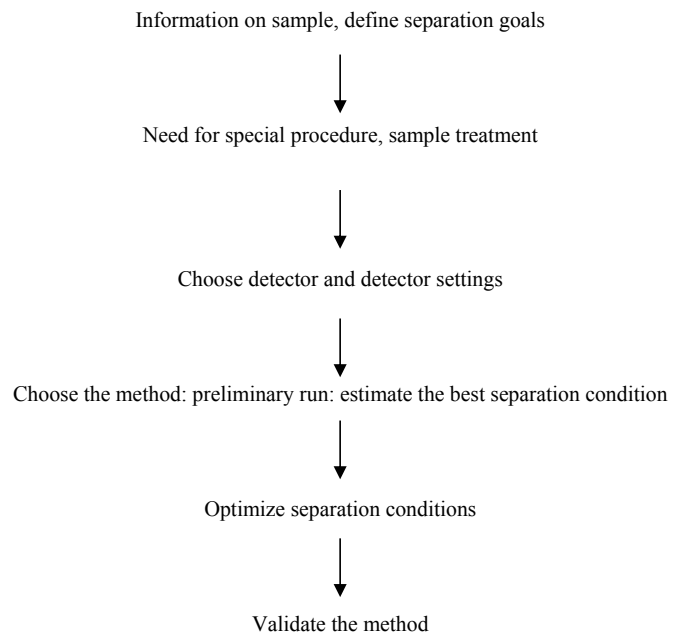 Information on sample, define separation goals
Need for special procedure, sample treatment
Choose detector and detector settings
Choose the method: preliminary run: estimate the best separation condition
Optimize separation conditions
Validate the method